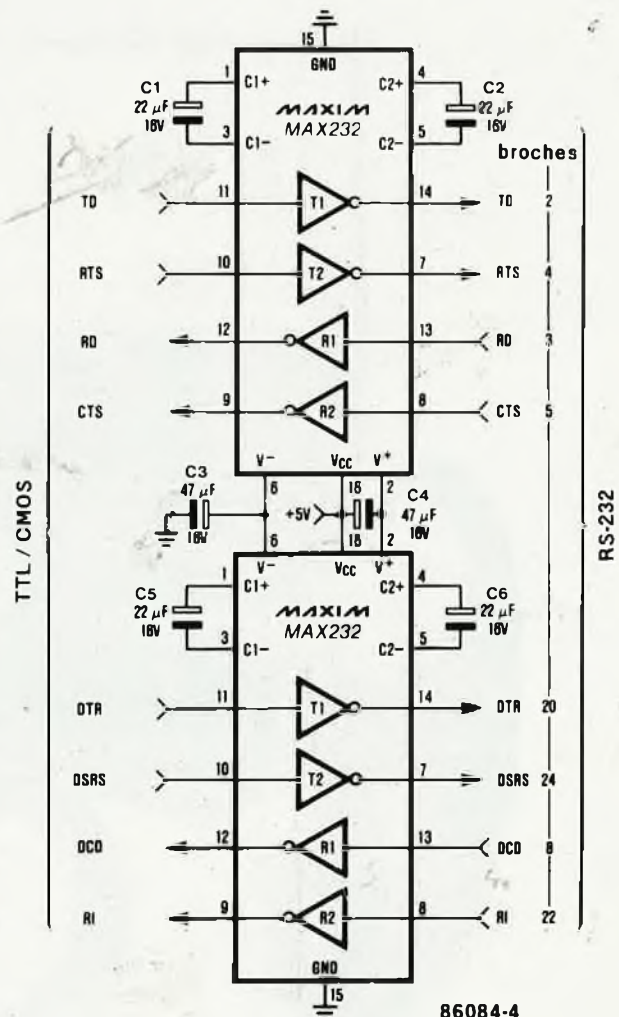 15
GND
1 C1+ C2+ 4
C1 22 µF 16V
C2 22 µF 16V
MAXIM
MAX232
3 C1- C2- 5
broches
TD 11 T1 14 TD 2
RTS 10 T2 7 RTS 4
RD 12 R1 13 RD 3
CTS 9 R2 8 CTS 5
V- VCC V+
6 16 2
C3 47 µF 16V
+5V
C4 47 µF 16V
6 16 2
V- VCC V+
1 C1+ C2+ 4
C5 22 µF 16V
C6 22 µF 16V
MAXIM
MAX232
3 C1- C2- 5
DTR 11 T1 14 DTR 20
DSRS 10 T2 7 DSRS 24
DCD 12 R1 13 DCD 8
RI 9 R2 8 RI 22
GND
15
TTL / CMOS
RS-232
86084-4